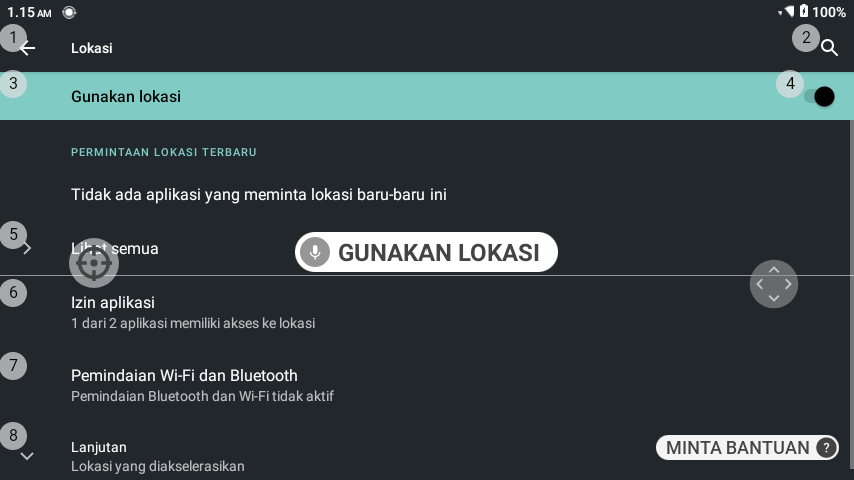 1.15 AM 100%
1 Lokasi 2
3 Gunakan lokasi 4
PERMINTAAN LOKASI TERBARU
Tidak ada aplikasi yang meminta lokasi baru-baru ini
5 Lihat semua
GUNAKAN LOKASI
6 Izin aplikasi
1 dari 2 aplikasi memiliki akses ke lokasi
7 Pemindaian Wi-Fi dan Bluetooth
Pemindaian Bluetooth dan Wi-Fi tidak aktif
8 Lanjutan
MINTA BANTUAN ?
Lokasi yang diakselerasikan